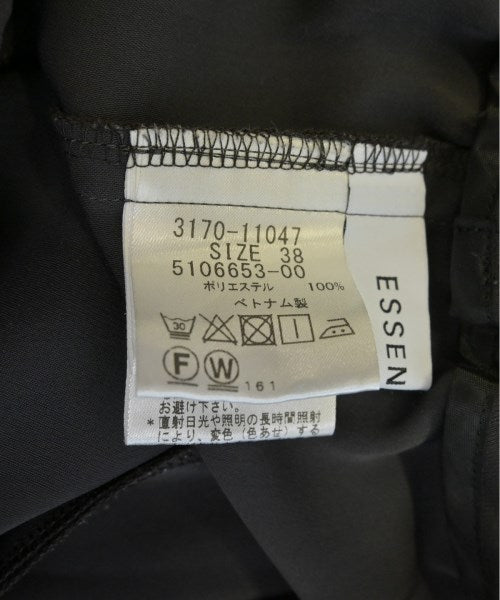 3170-11047
SIZE 38
5106653-00
ポリエステル 100%
ベトナム製
30
F W 161
お避け下さい。
*直射日光や照明の長時間照射
により、変色(色あせ)する
ESSEN